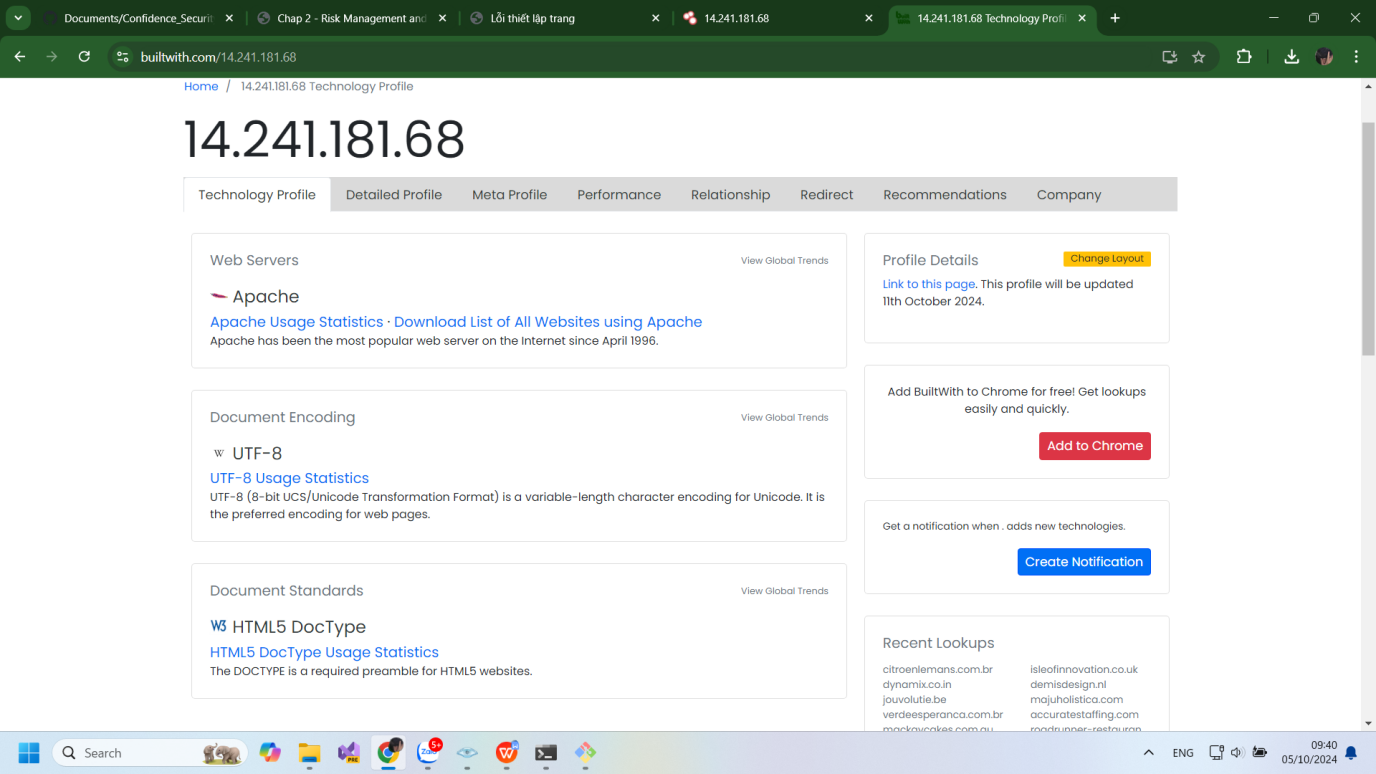 Documents/Confidence_Securit
Chap 2 - Risk Management and
Lỗi thiết lập trang
14.241.181.68
14.241.181.68 Technology Profil
builtwith.com/14.241.181.68
Home / 14.241.181.68 Technology Profile
14.241.181.68
Technology Profile Detailed Profile Meta Profile Performance Relationship Redirect Recommendations Company
Web Servers
View Global Trends
Apache
Apache Usage Statistics · Download List of All Websites using Apache
Apache has been the most popular web server on the Internet since April 1996.
Document Encoding
View Global Trends
W UTF-8
UTF-8 Usage Statistics
UTF-8 (8-bit UCS/Unicode Transformation Format) is a variable-length character encoding for Unicode. It is
the preferred encoding for web pages.
Document Standards
View Global Trends
W3 HTML5 DocType
HTML5 DocType Usage Statistics
The DOCTYPE is a required preamble for HTML5 websites.
Profile Details
Change Layout
Link to this page. This profile will be updated
11th October 2024.
Add BuiltWith to Chrome for free! Get lookups
easily and quickly.
Add to Chrome
Get a notification when . adds new technologies.
Create Notification
Recent Lookups
citroenlemans.com.br isleofinnovation.co.uk
dynamix.co.in demisdesign.nl
jouvolutie.be majuholistica.com
verdeesperanca.com.br accuratestaffing.com
mackaycakes.com.au roadrunner-restauran
Search
PRE
Zalo
5+
W
ENG
09:40
05/10/2024